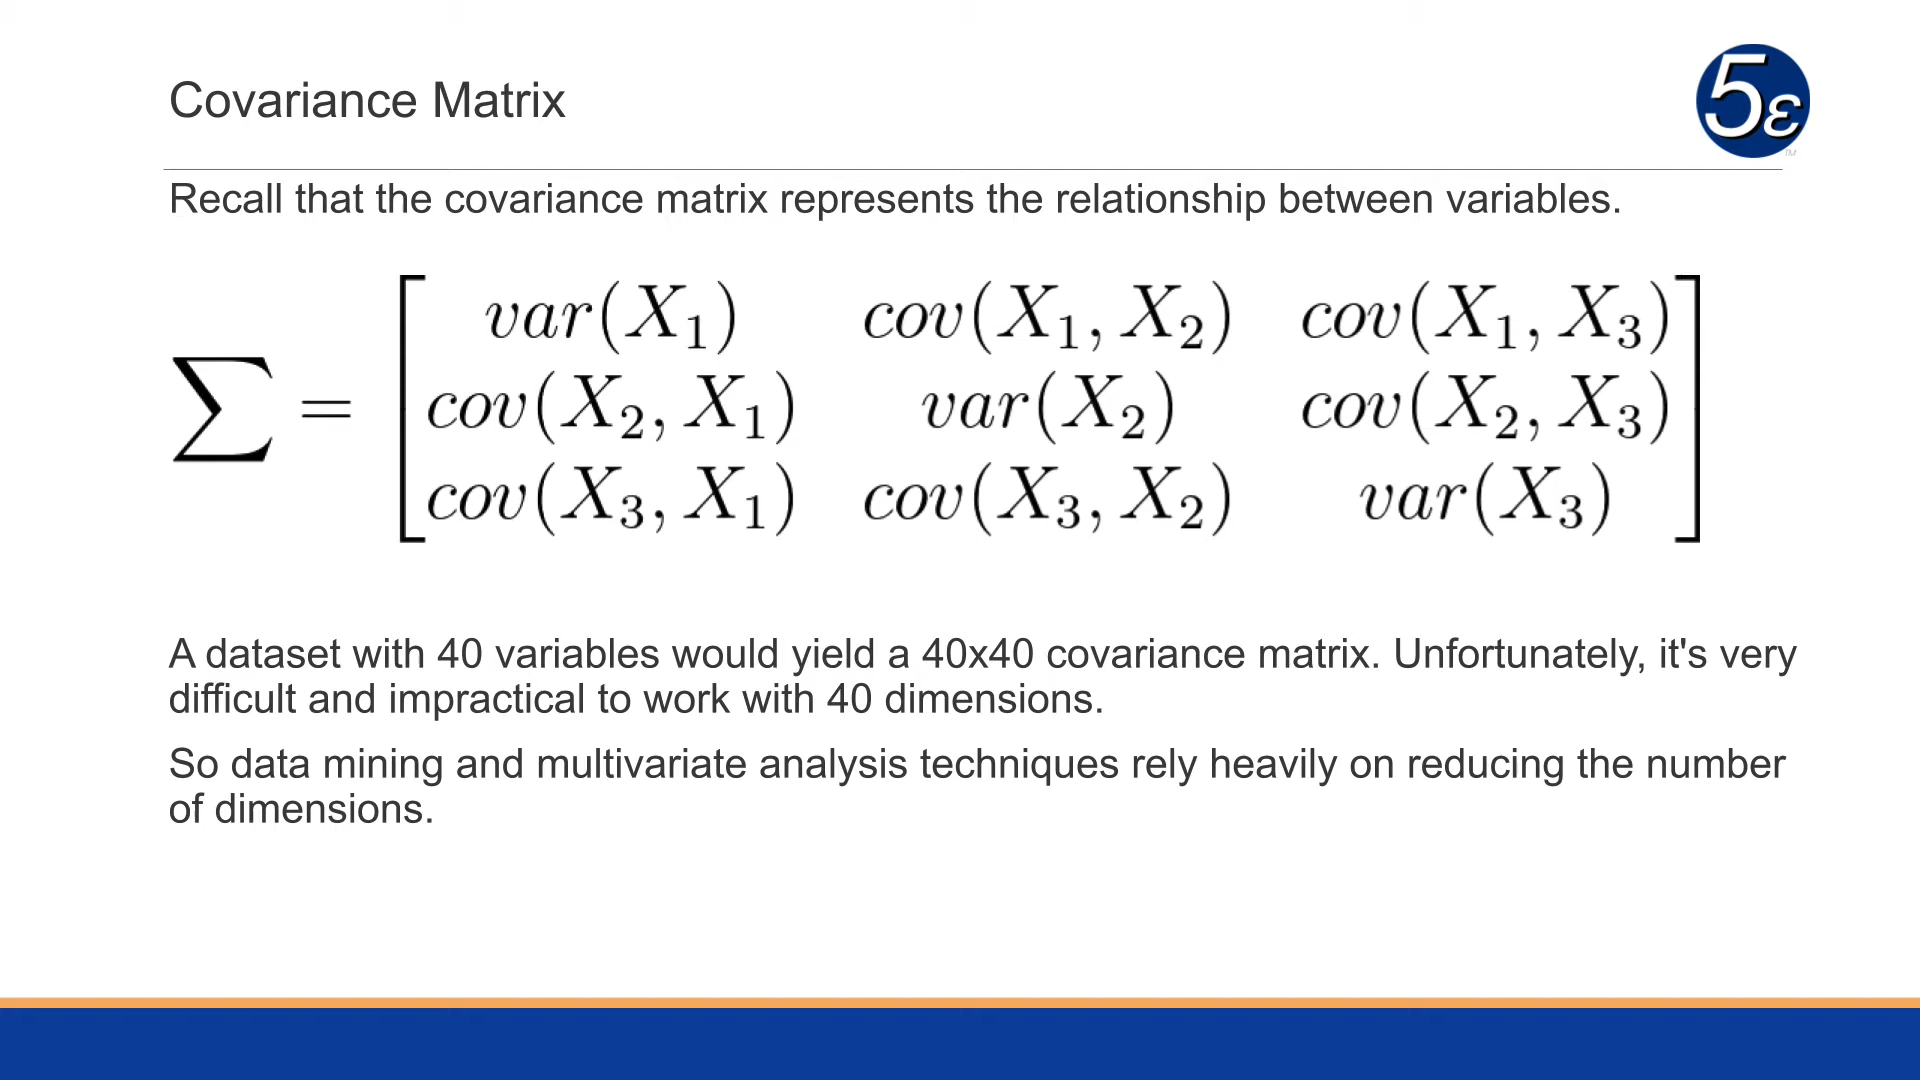 Covariance Matrix
5ε
TM
Recall that the covariance matrix represents the relationship between variables.
∑ = [ var(X₁) cov(X₁, X₂) cov(X₁, X₃)
cov(X₂, X₁) var(X₂) cov(X₂, X₃)
cov(X₃, X₁) cov(X₃, X₂) var(X₃) ]
A dataset with 40 variables would yield a 40x40 covariance matrix. Unfortunately, it's very
difficult and impractical to work with 40 dimensions.
So data mining and multivariate analysis techniques rely heavily on reducing the number
of dimensions.